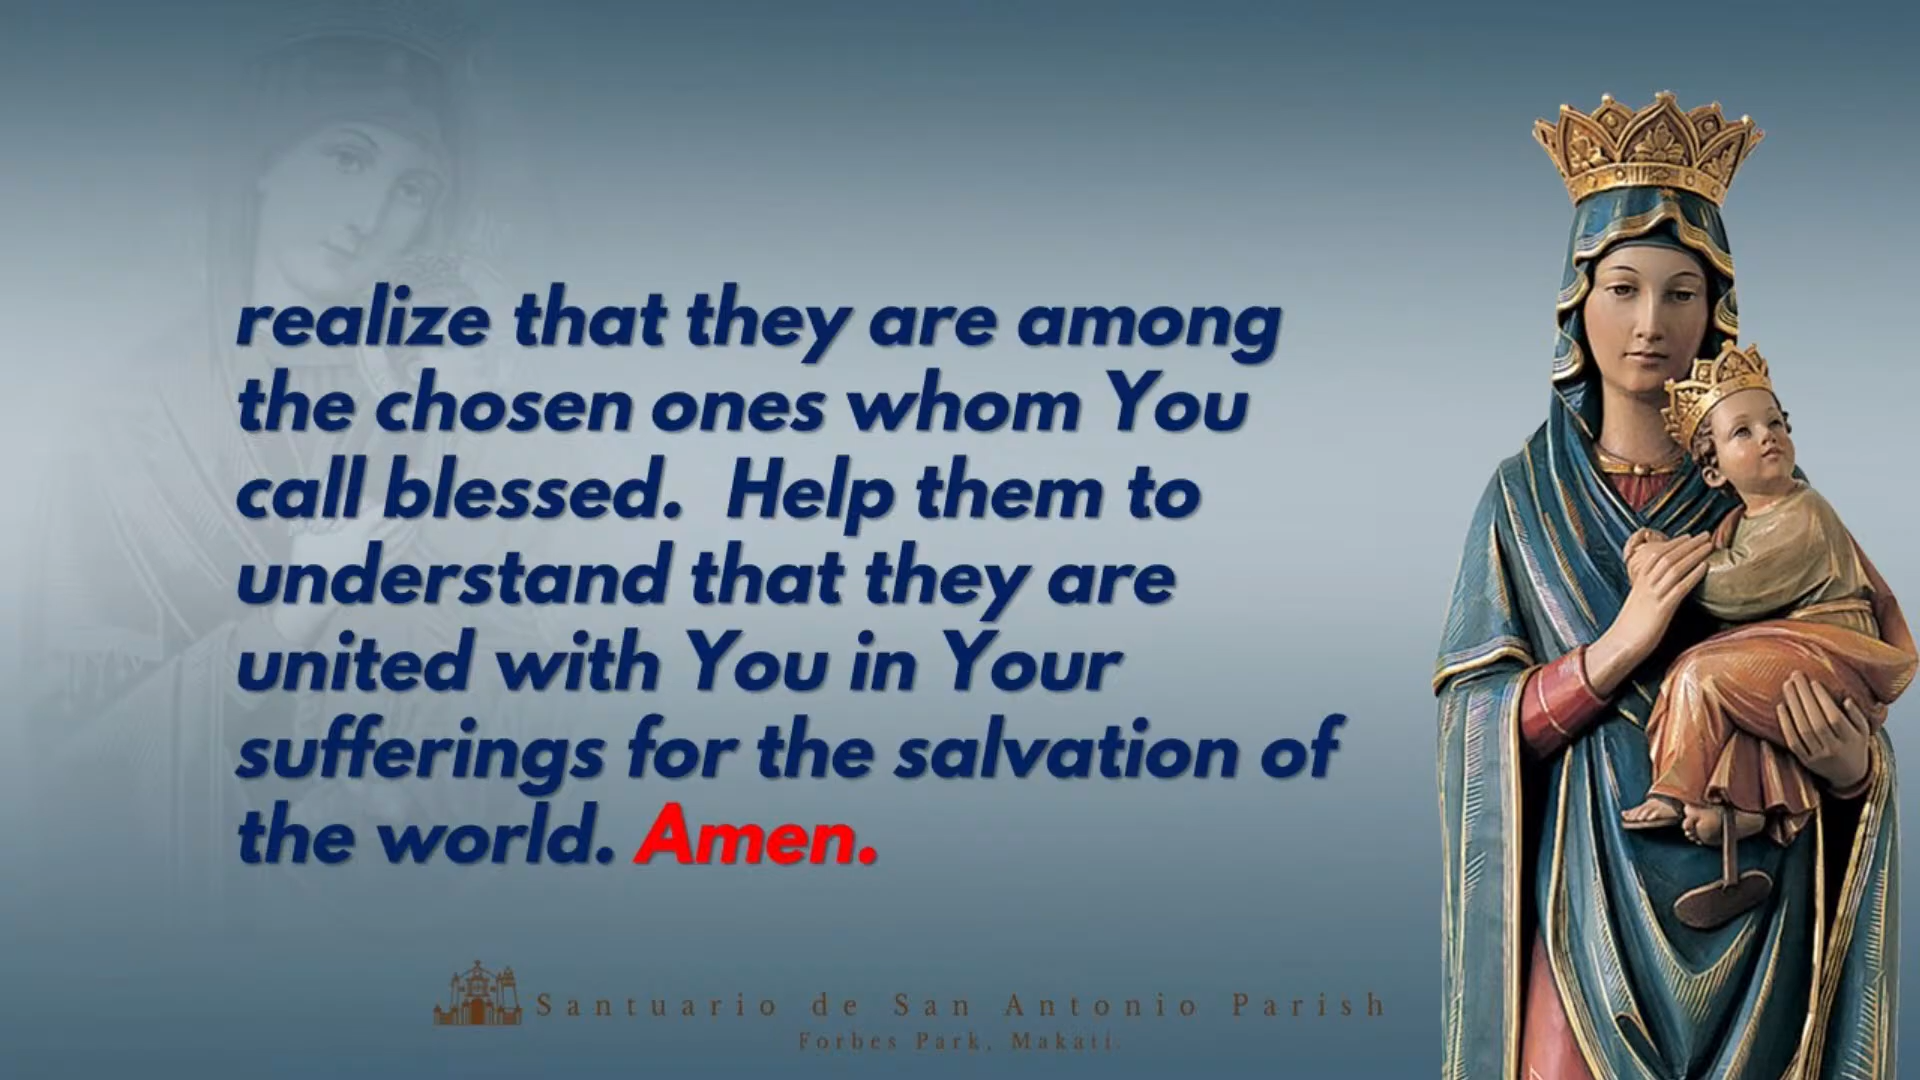 realize that they are among
the chosen ones whom You
call blessed.  Help them to
understand that they are
united with You in Your
sufferings for the salvation of
the world. Amen.
Santuario de San Antonio Parish
Forbes Park, Makati.